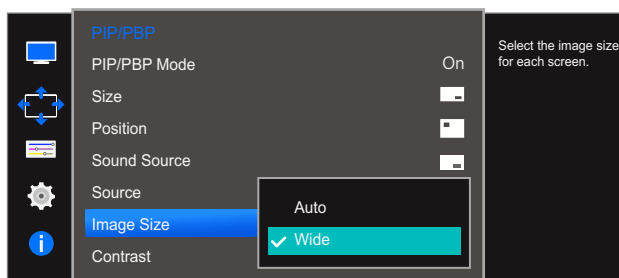 PIP/PBP
PIP/PBP Mode On
Size
Position
Sound Source
Source
Image Size
Contrast
Auto
Wide
Select the image size
for each screen.
i